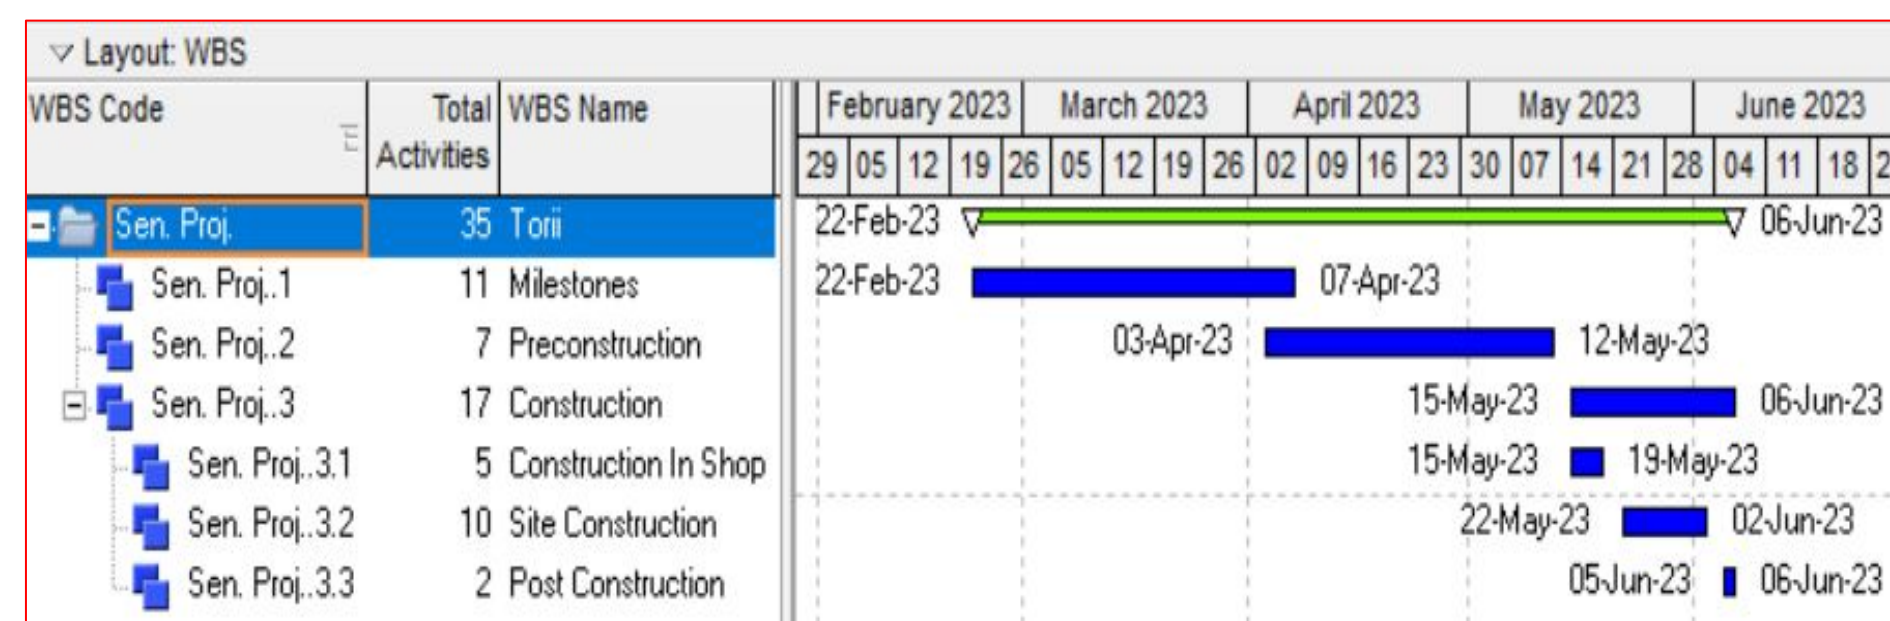 Layout: WBS
WBS Code Total Activities WBS Name February 2023 March 2023 April 2023 May 2023 June 2023
29 05 12 19 26 05 12 19 26 02 09 16 23 30 07 14 21 28 04 11 18
Sen. Proj. 35 Torii 22-Feb-23 06-Jun-23
Sen. Proj..1 11 Milestones 22-Feb-23 07-Apr-23
Sen. Proj..2 7 Preconstruction 03-Apr-23 12-May-23
Sen. Proj..3 17 Construction 15-May-23 06-Jun-23
Sen. Proj..3.1 5 Construction In Shop 15-May-23 19-May-23
Sen. Proj..3.2 10 Site Construction 22-May-23 02-Jun-23
Sen. Proj..3.3 2 Post Construction 05-Jun-23 06-Jun-23